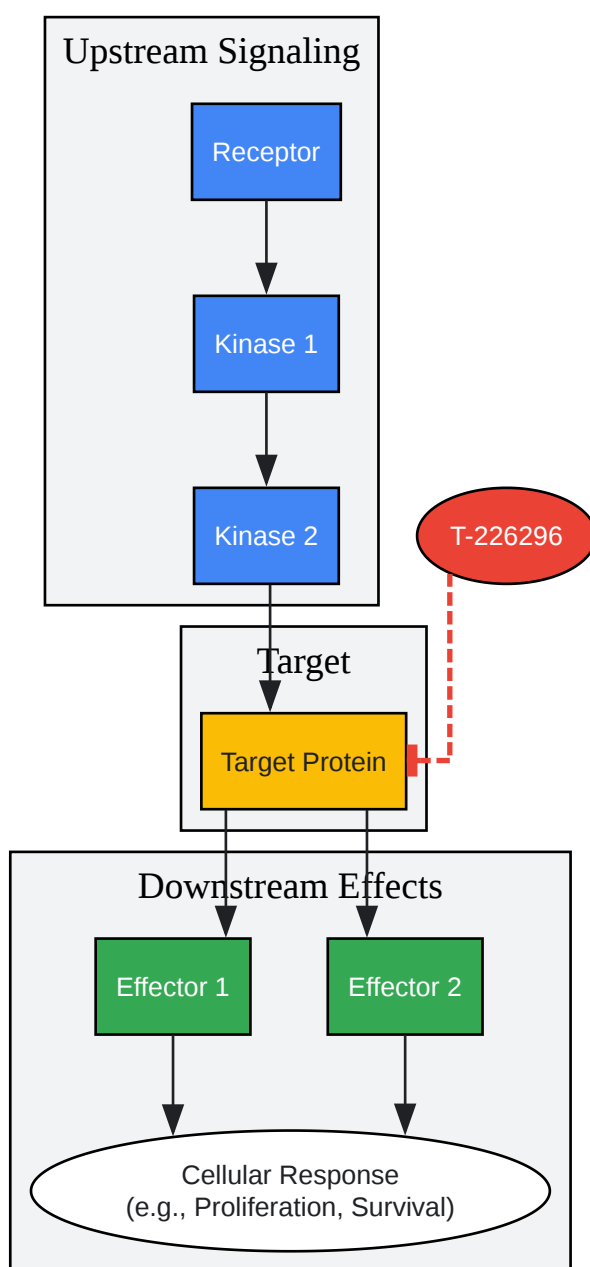 Upstream Signaling
Receptor
Kinase 1
Kinase 2
T-226296
Target
Target Protein
Downstream Effects
Effector 1
Effector 2
Cellular Response
(e.g., Proliferation, Survival)